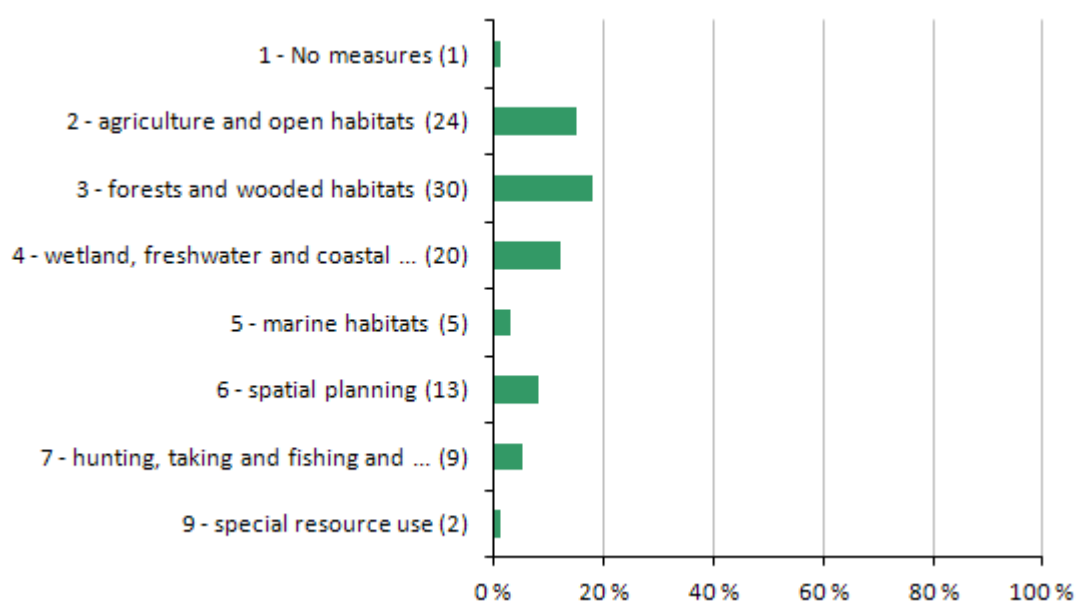 1 - No measures (1)
2 - agriculture and open habitats (24)
3 - forests and wooded habitats (30)
4 - wetland, freshwater and coastal ... (20)
5 - marine habitats (5)
6 - spatial planning (13)
7 - hunting, taking and fishing and ... (9)
9 - special resource use (2)
0 % 20 % 40 % 60 % 80 % 100 %